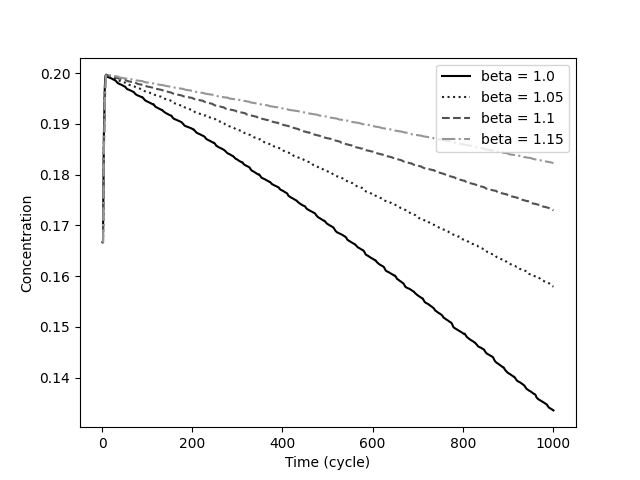 0.20
0.19
0.18
0.17
0.16
0.15
0.14
Concentration
0
200
400
600
800
1000
Time (cycle)
beta = 1.0
beta = 1.05
beta = 1.1
beta = 1.15